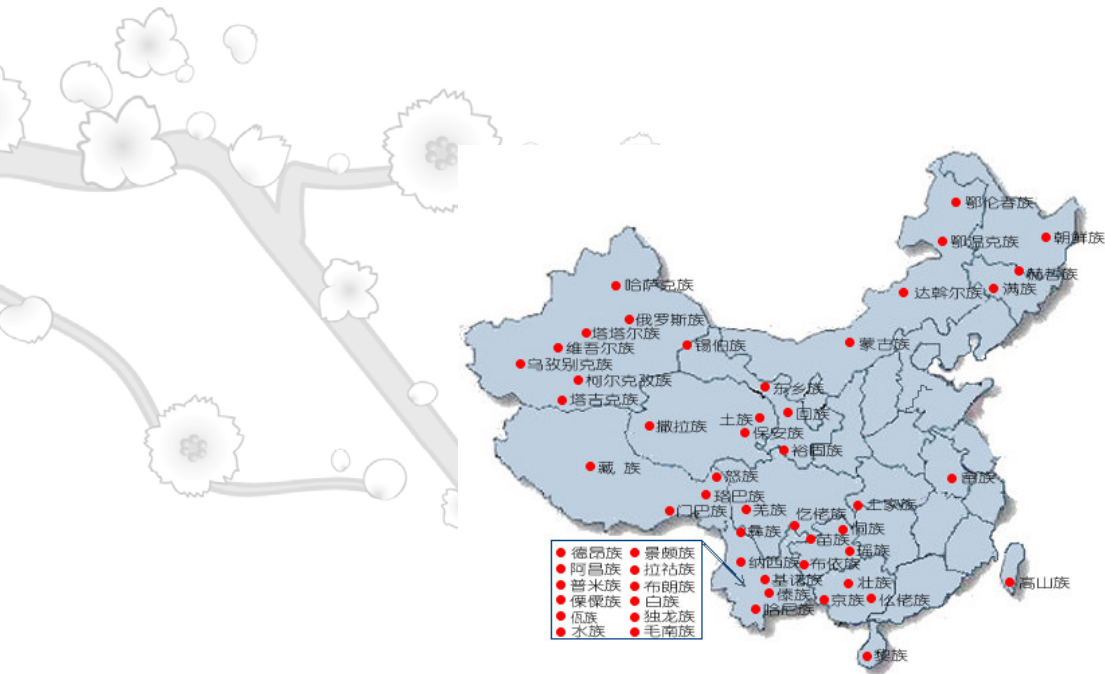 鄂伦春族
朝鲜族
鄂温克族
赫哲族
哈萨克族
满族
达斡尔族
俄罗斯族
塔塔尔族
蒙古族
锡伯族
维吾尔族
乌孜别克族
柯尔克孜族
东乡族
塔吉克族
回族
土族
撒拉族
保安族
裕固族
藏 族
怒族
珞巴族
土家族
门巴族
羌族
仡佬族
侗族
彝族
苗族
瑶族
纳西族
布依族
基诺族
壮族
高山族
傣族
京族
哈尼族
黎族
德昂族 景颇族
阿昌族 拉祜族
普米族 布朗族
傈僳族 白族
佤族 独龙族
水族 毛南族